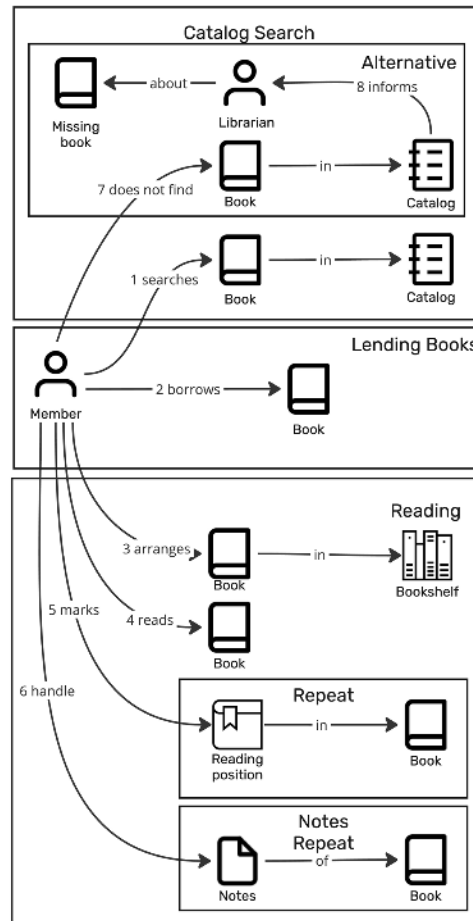 Catalog Search
Alternative
about
8 informs
Missing
book
Librarian
7 does not find
in
Book
Catalog
1 searches
in
Book
Catalog
Lending Books
2 borrows
Member
Book
Reading
3 arranges
in
Book
Bookshelf
5 marks
4 reads
Book
6 handle
Repeat
in
Reading
position
Book
Notes
Repeat
of
Notes
Book